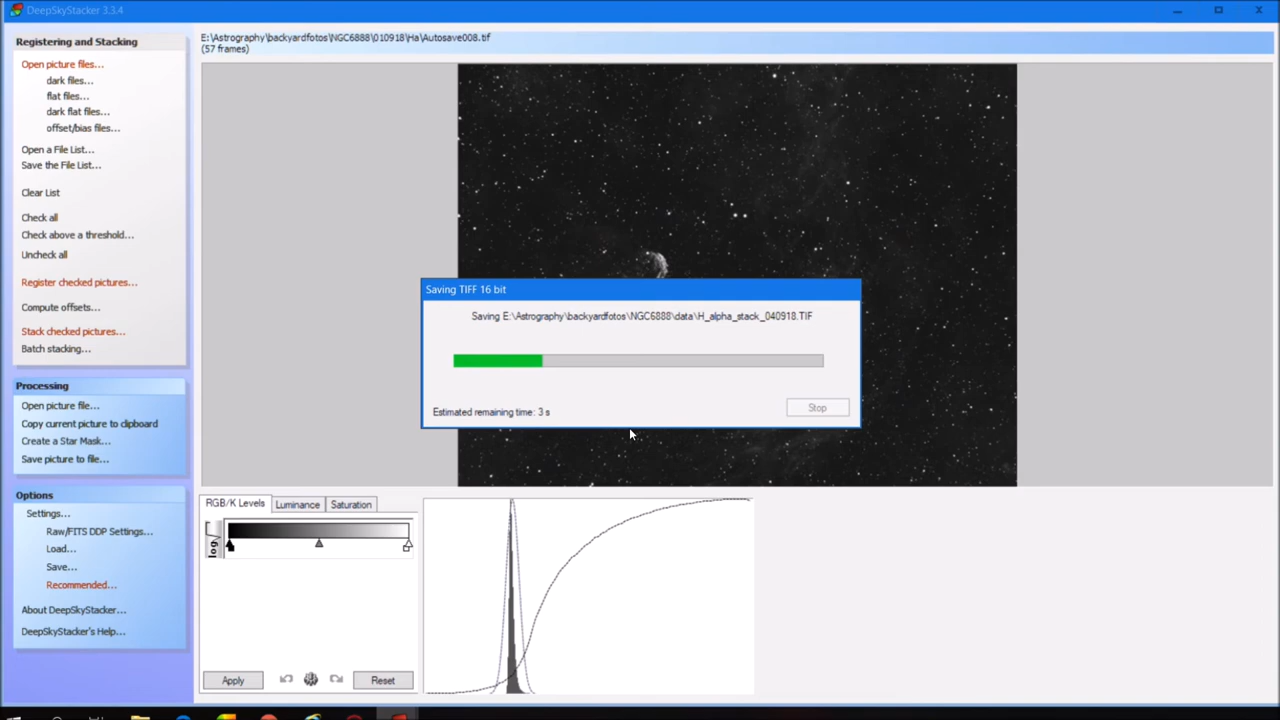 DeepSkyStacker 3.3.4
Registering and Stacking
Open picture files...
dark files...
flat files...
dark flat files...
offset/bias files...
Open a File List...
Save the File List...
Clear List
Check all
Check above a threshold...
Uncheck all
Register checked pictures...
Compute offsets...
Stack checked pictures...
Batch stacking...
Processing
Open picture file...
Copy current picture to clipboard
Create a Star Mask...
Save picture to file...
Options
Settings...
Raw/FITS DDP Settings...
Load...
Save...
Recommended...
About DeepSkyStacker...
DeepSkyStacker's Help...
E:\Astrography\backyardfotos\NGC6888\010918\Ha\Autosave008.tif
(57 frames)
Saving TIFF 16 bit
Saving E:\Astrography\backyardfotos\NGC6888\data\H_alpha_stack_040918.TIF
Estimated remaining time: 3 s
Stop
RGB/K Levels
Luminance
Saturation
log
Apply
Reset